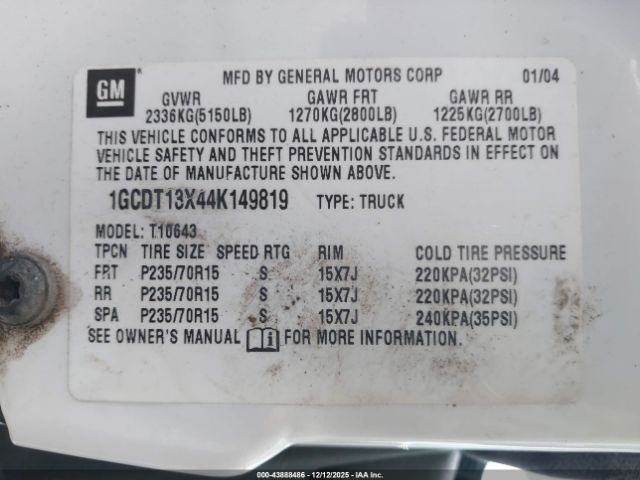 GM
MFD BY GENERAL MOTORS CORP 01/04
GVWR GAWR FRT GAWR RR
2336KG(5150LB) 1270KG(2800LB) 1225KG(2700LB)
THIS VEHICLE CONFORMS TO ALL APPLICABLE U.S. FEDERAL MOTOR
VEHICLE SAFETY AND THEFT PREVENTION STANDARDS IN EFFECT ON
THE DATE OF MANUFACTURE SHOWN ABOVE.
1GCDT13X44K149819 TYPE: TRUCK
MODEL: T10643
TPCN TIRE SIZE SPEED RTG RIM COLD TIRE PRESSURE
FRT P235/70R15 S 15X7J 220KPA(32PSI)
RR P235/70R15 S 15X7J 220KPA(32PSI)
SPA P235/70R15 S 15X7J 240KPA(35PSI)
SEE OWNER'S MANUAL FOR MORE INFORMATION.
000-43888486 - 12/12/2025 - IAA Inc.